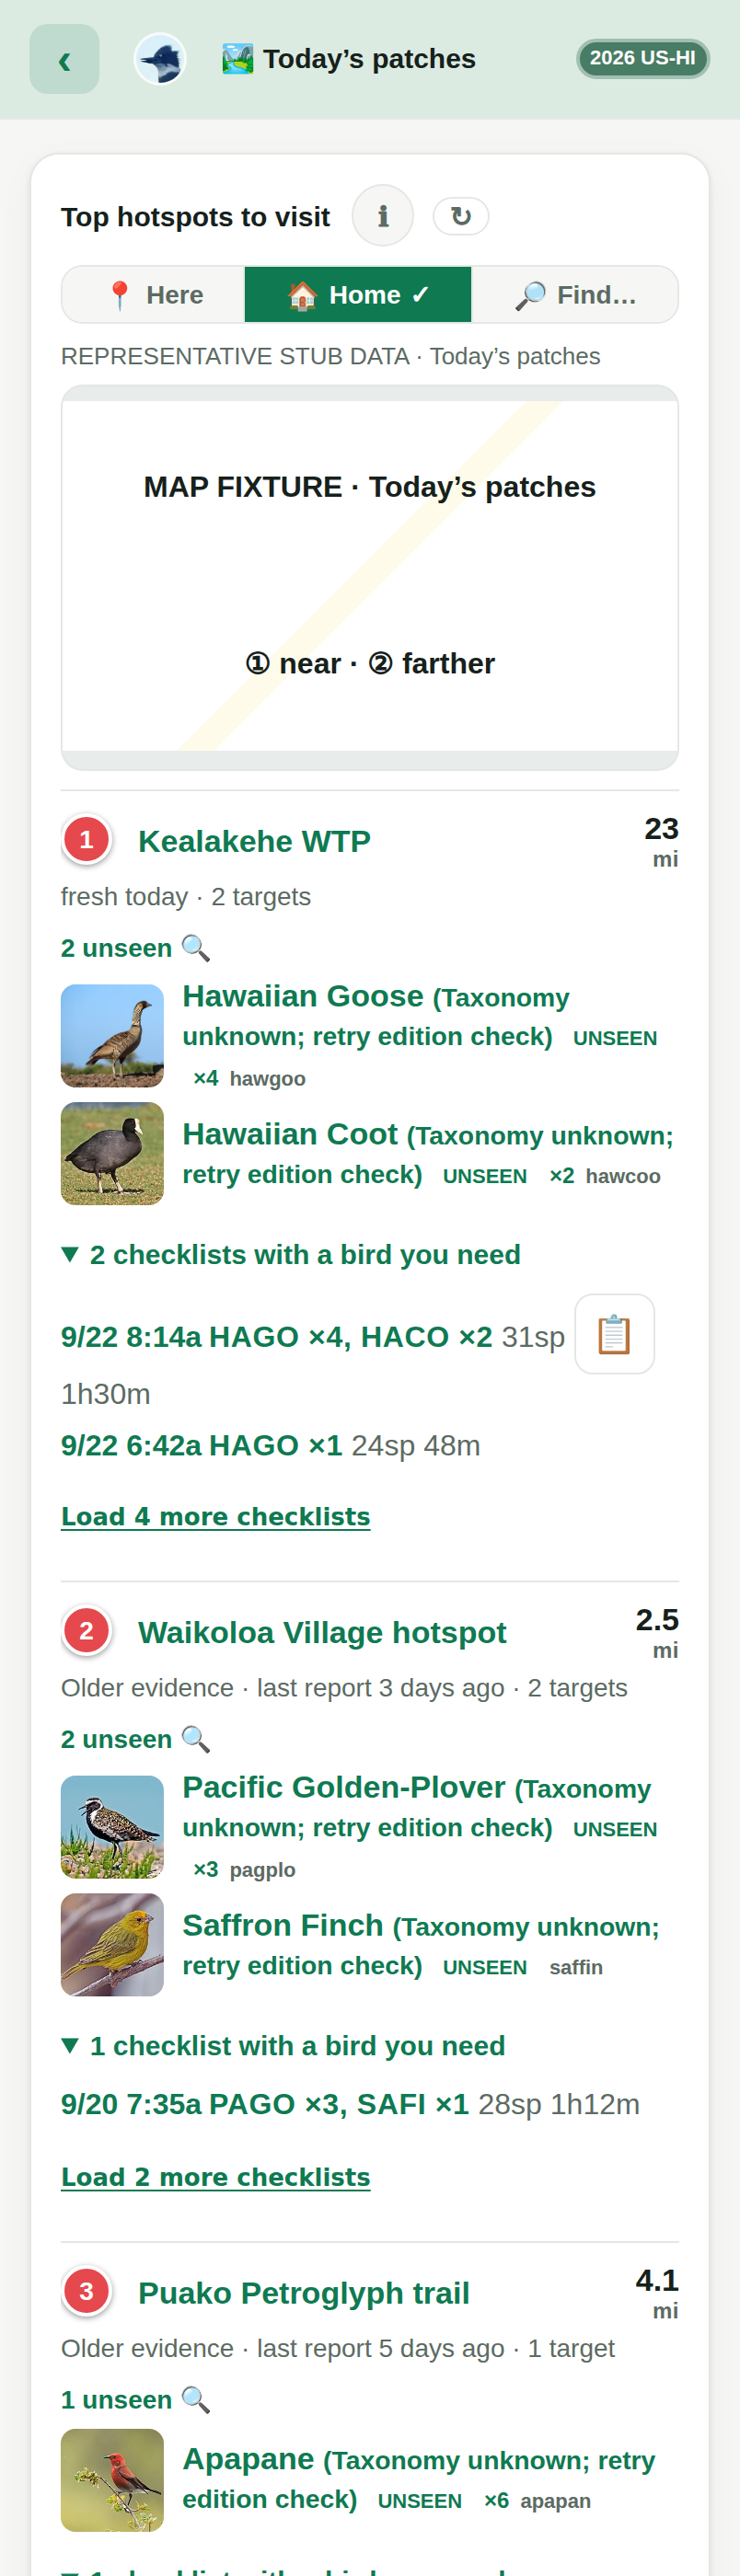 ‹ 🏞️ Today’s patches 2026 US-HI
Top hotspots to visit ℹ ↻
📍 Here 🏠 Home ✓ 🔎 Find…
REPRESENTATIVE STUB DATA · Today’s patches
MAP FIXTURE · Today’s patches
① near · ② farther
1 Kealakehe WTP 23 mi
fresh today · 2 targets
2 unseen 🔍
Hawaiian Goose (Taxonomy
unknown; retry edition check) UNSEEN
×4 hawgoo
Hawaiian Coot (Taxonomy unknown;
retry edition check) UNSEEN ×2 hawcoo
▼ 2 checklists with a bird you need
9/22 8:14a HAGO ×4, HACO ×2 31sp 📋
1h30m
9/22 6:42a HAGO ×1 24sp 48m
Load 4 more checklists
2 Waikoloa Village hotspot 2.5 mi
Older evidence · last report 3 days ago · 2 targets
2 unseen 🔍
Pacific Golden-Plover (Taxonomy
unknown; retry edition check) UNSEEN
×3 pagplo
Saffron Finch (Taxonomy unknown;
retry edition check) UNSEEN saffin
▼ 1 checklist with a bird you need
9/20 7:35a PAGO ×3, SAFI ×1 28sp 1h12m
Load 2 more checklists
3 Puako Petroglyph trail 4.1 mi
Older evidence · last report 5 days ago · 1 target
1 unseen 🔍
Apapane (Taxonomy unknown; retry
edition check) UNSEEN ×6 apapan